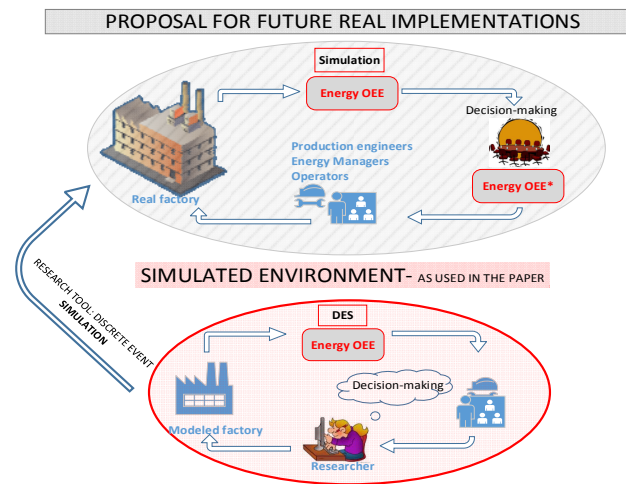 PROPOSAL FOR FUTURE REAL IMPLEMENTATIONS
Simulation
Energy OEE
Decision-making
Production engineers
Energy Managers
Operators
Energy OEE*
Real factory
RESEARCH TOOL: DISCRETE EVENT
SIMULATION
SIMULATED ENVIRONMENT- AS USED IN THE PAPER
DES
Energy OEE
Decision-making
Modeled factory
Researcher